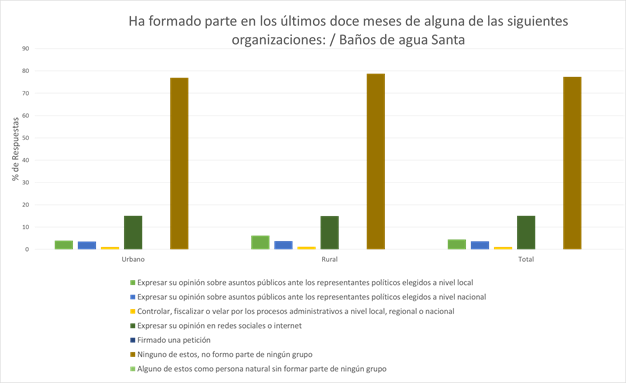 Ha formado parte en los últimos doce meses de alguna de las siguientes
organizaciones: / Baños de agua Santa
% de Respuestas
90
80
70
60
50
40
30
20
10
0
Urbano
Rural
Total
Expresar su opinión sobre asuntos públicos ante los representantes políticos elegidos a nivel local
Expresar su opinión sobre asuntos públicos ante los representantes políticos elegidos a nivel nacional
Controlar, fiscalizar o velar por los procesos administrativos a nivel local, regional o nacional
Expresar su opinión en redes sociales o internet
Firmado una petición
Ninguno de estos, no formo parte de ningún grupo
Alguno de estos como persona natural sin formar parte de ningún grupo